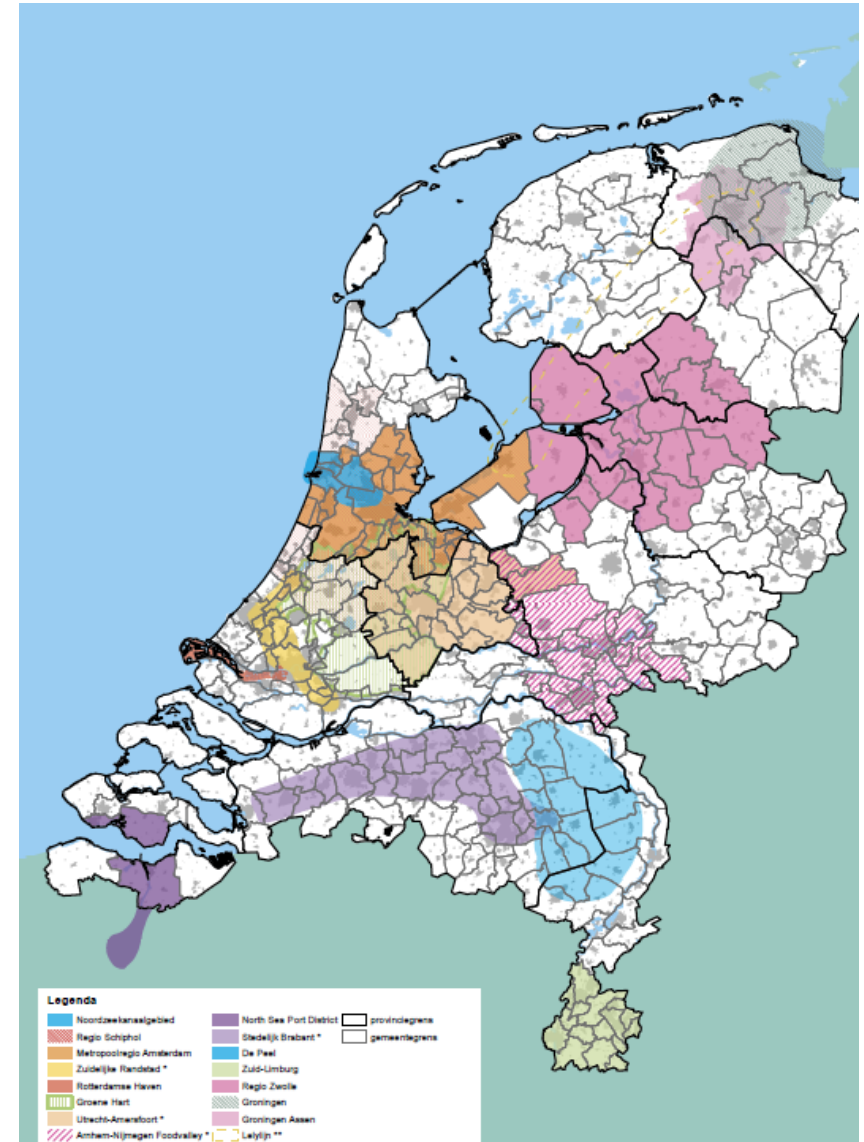 Legenda
Noordzeekanaalgebied
Regio Schiphol
Metropoolregio Amsterdam
Zuidelijke Randstad *
Rotterdamse Haven
Groene Hart
Utrecht-Amersfoort *
Arnhem-Nijmegen Foodvalley *
North Sea Port District
Stedelijk Brabant *
De Peel
Zuid-Limburg
Regio Zwolle
Groningen
Groningen Assen
Lelylijn **
provinciegrens
gemeentegrens